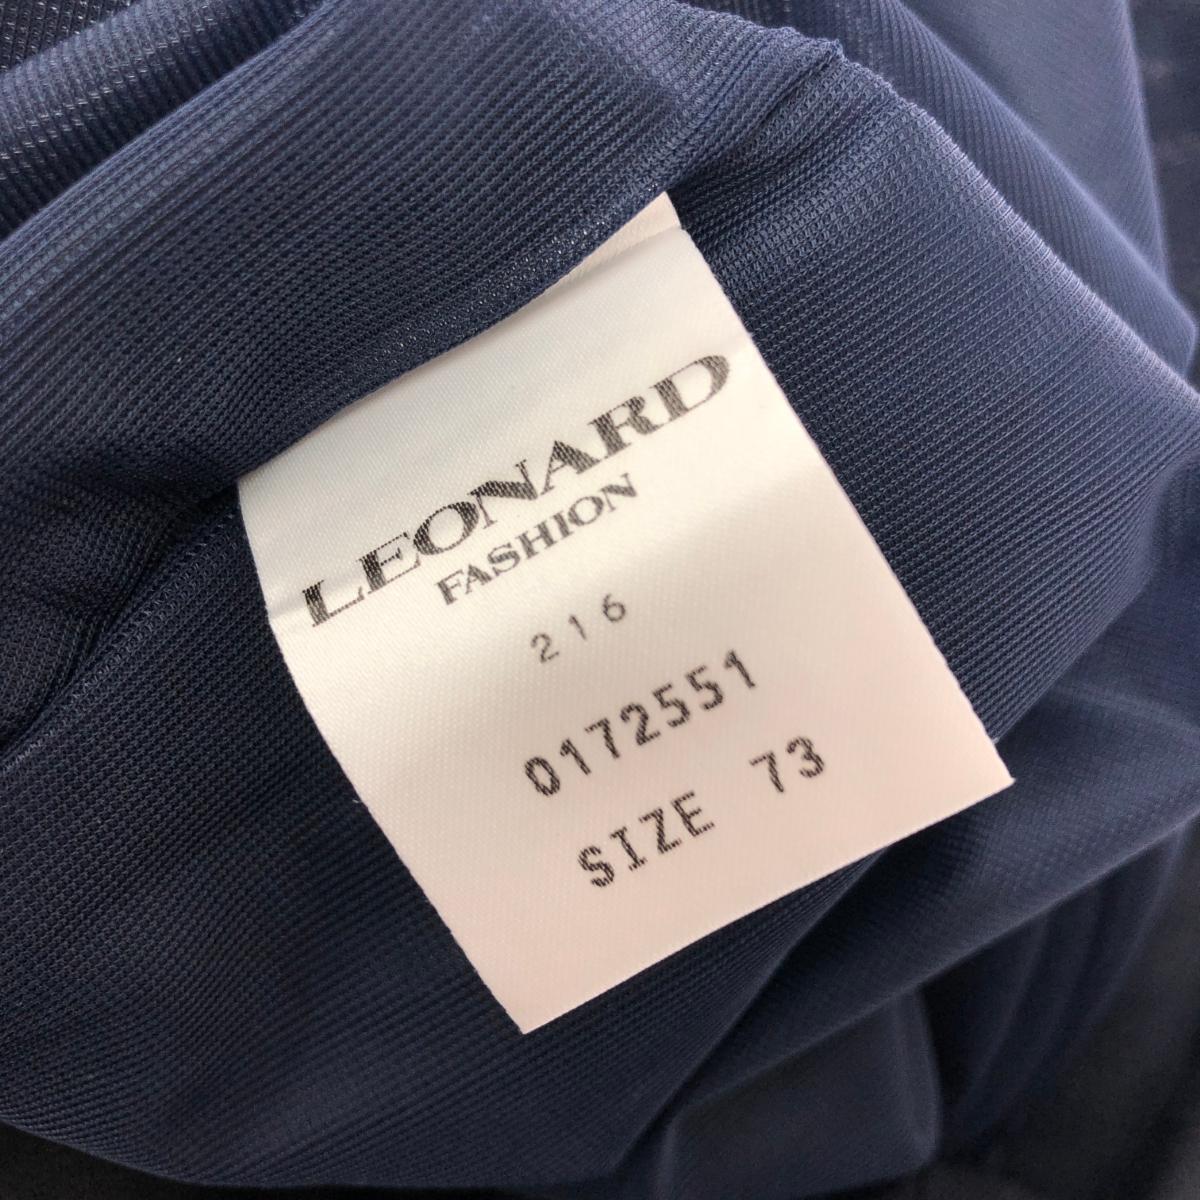 LEONARD
FASHION
216
0172551
SIZE 73